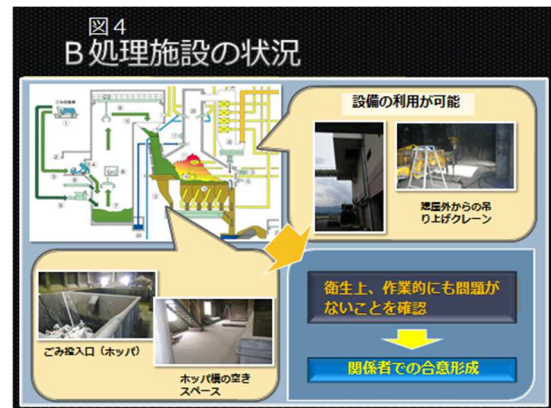 図4
B処理施設の状況
設備の利用が可能
建屋外からの吊
り上げクレーン
ごみ投入口（ホッパ）
ホッパ横の空き
スペース
衛生上、作業的にも問題が
ないことを確認
関係者での合意形成